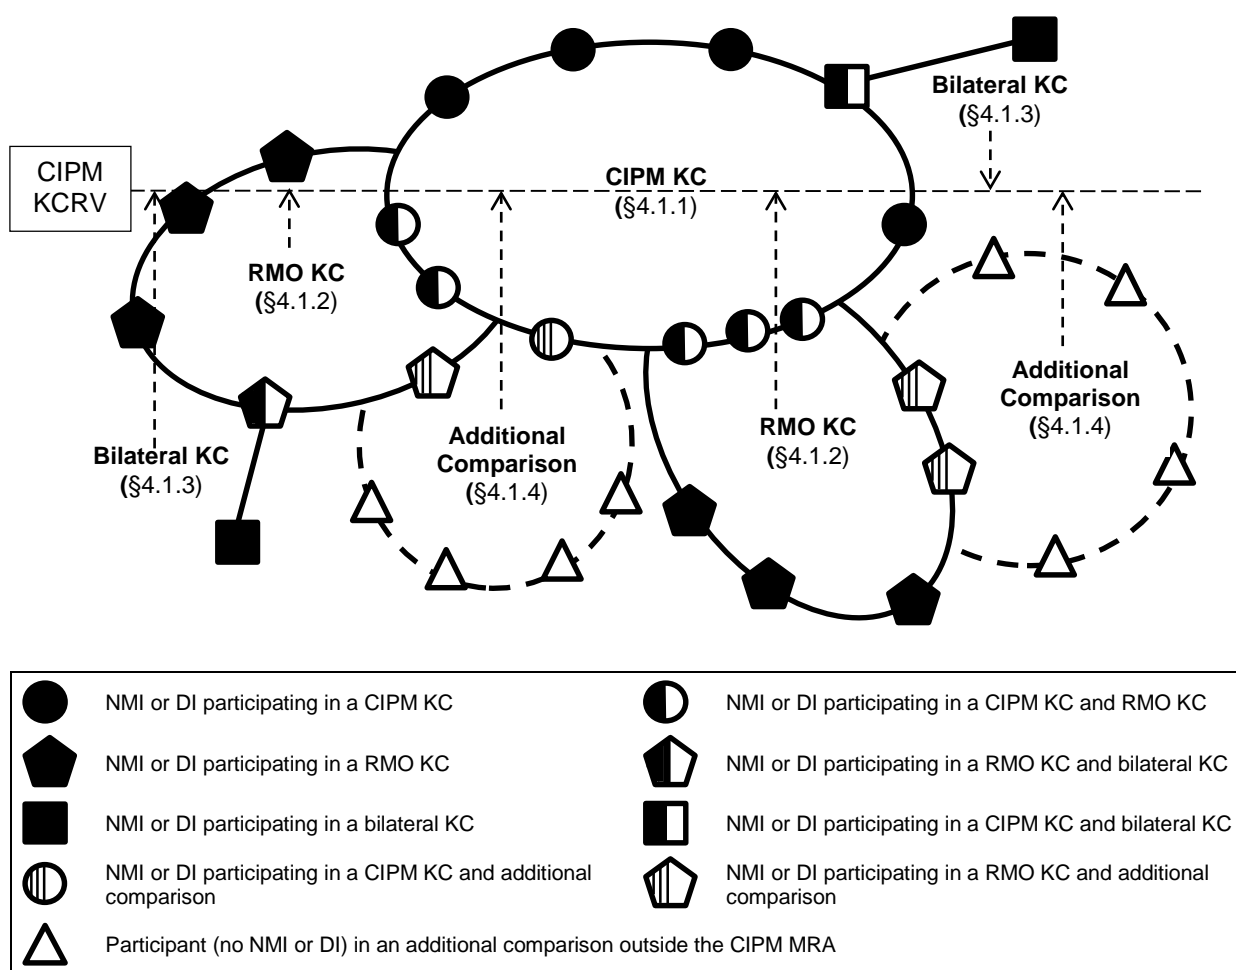 Bilateral KC
(§4.1.3)
CIPM
KCRV
CIPM KC
(§4.1.1)
RMO KC
(§4.1.2)
Additional
Comparison
(§4.1.4)
Additional
Comparison
(§4.1.4)
RMO KC
(§4.1.2)
Bilateral KC
(§4.1.3)
NMI or DI participating in a CIPM KC
NMI or DI participating in a CIPM KC and RMO KC
NMI or DI participating in a RMO KC
NMI or DI participating in a RMO KC and bilateral KC
NMI or DI participating in a bilateral KC
NMI or DI participating in a CIPM KC and bilateral KC
NMI or DI participating in a CIPM KC and additional
comparison
NMI or DI participating in a RMO KC and additional
comparison
Participant (no NMI or DI) in an additional comparison outside the CIPM MRA